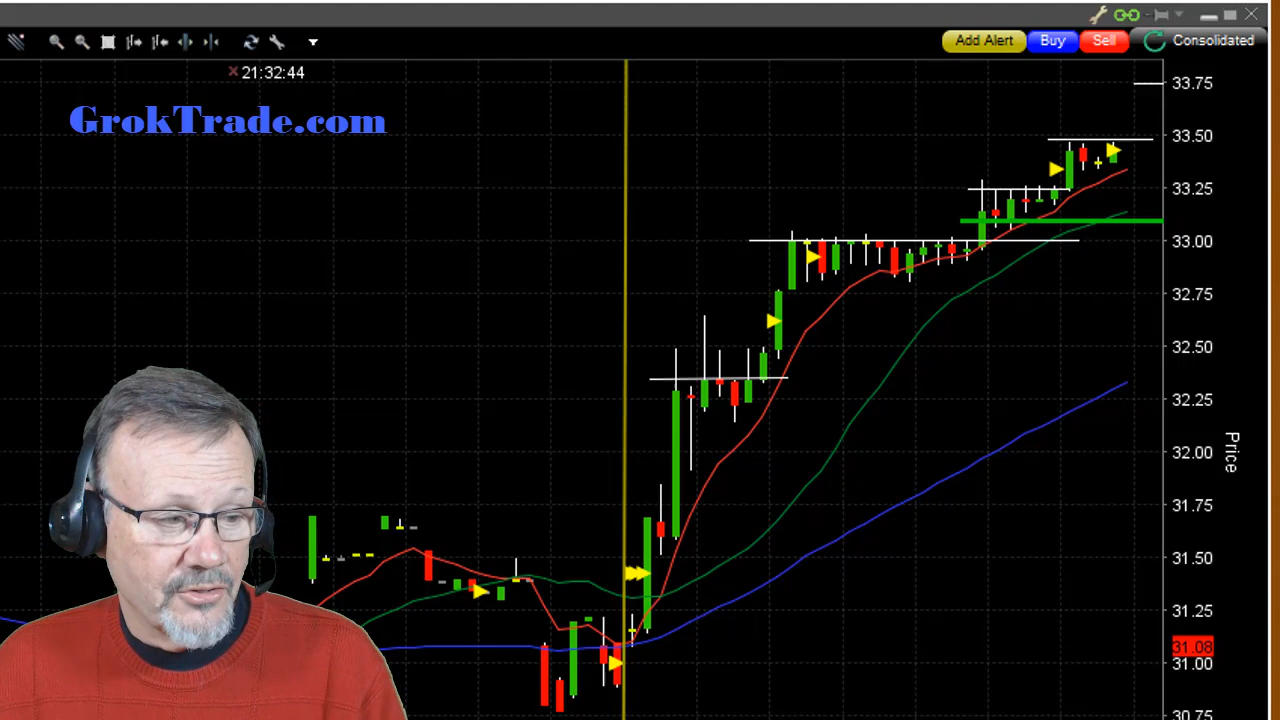 Add Alert
Buy
Sell
Consolidated
21:32:44
GrokTrade.com
33.75
33.50
33.25
33.00
32.75
32.50
32.25
32.00
31.75
31.50
31.25
31.08
31.00
30.75
Price